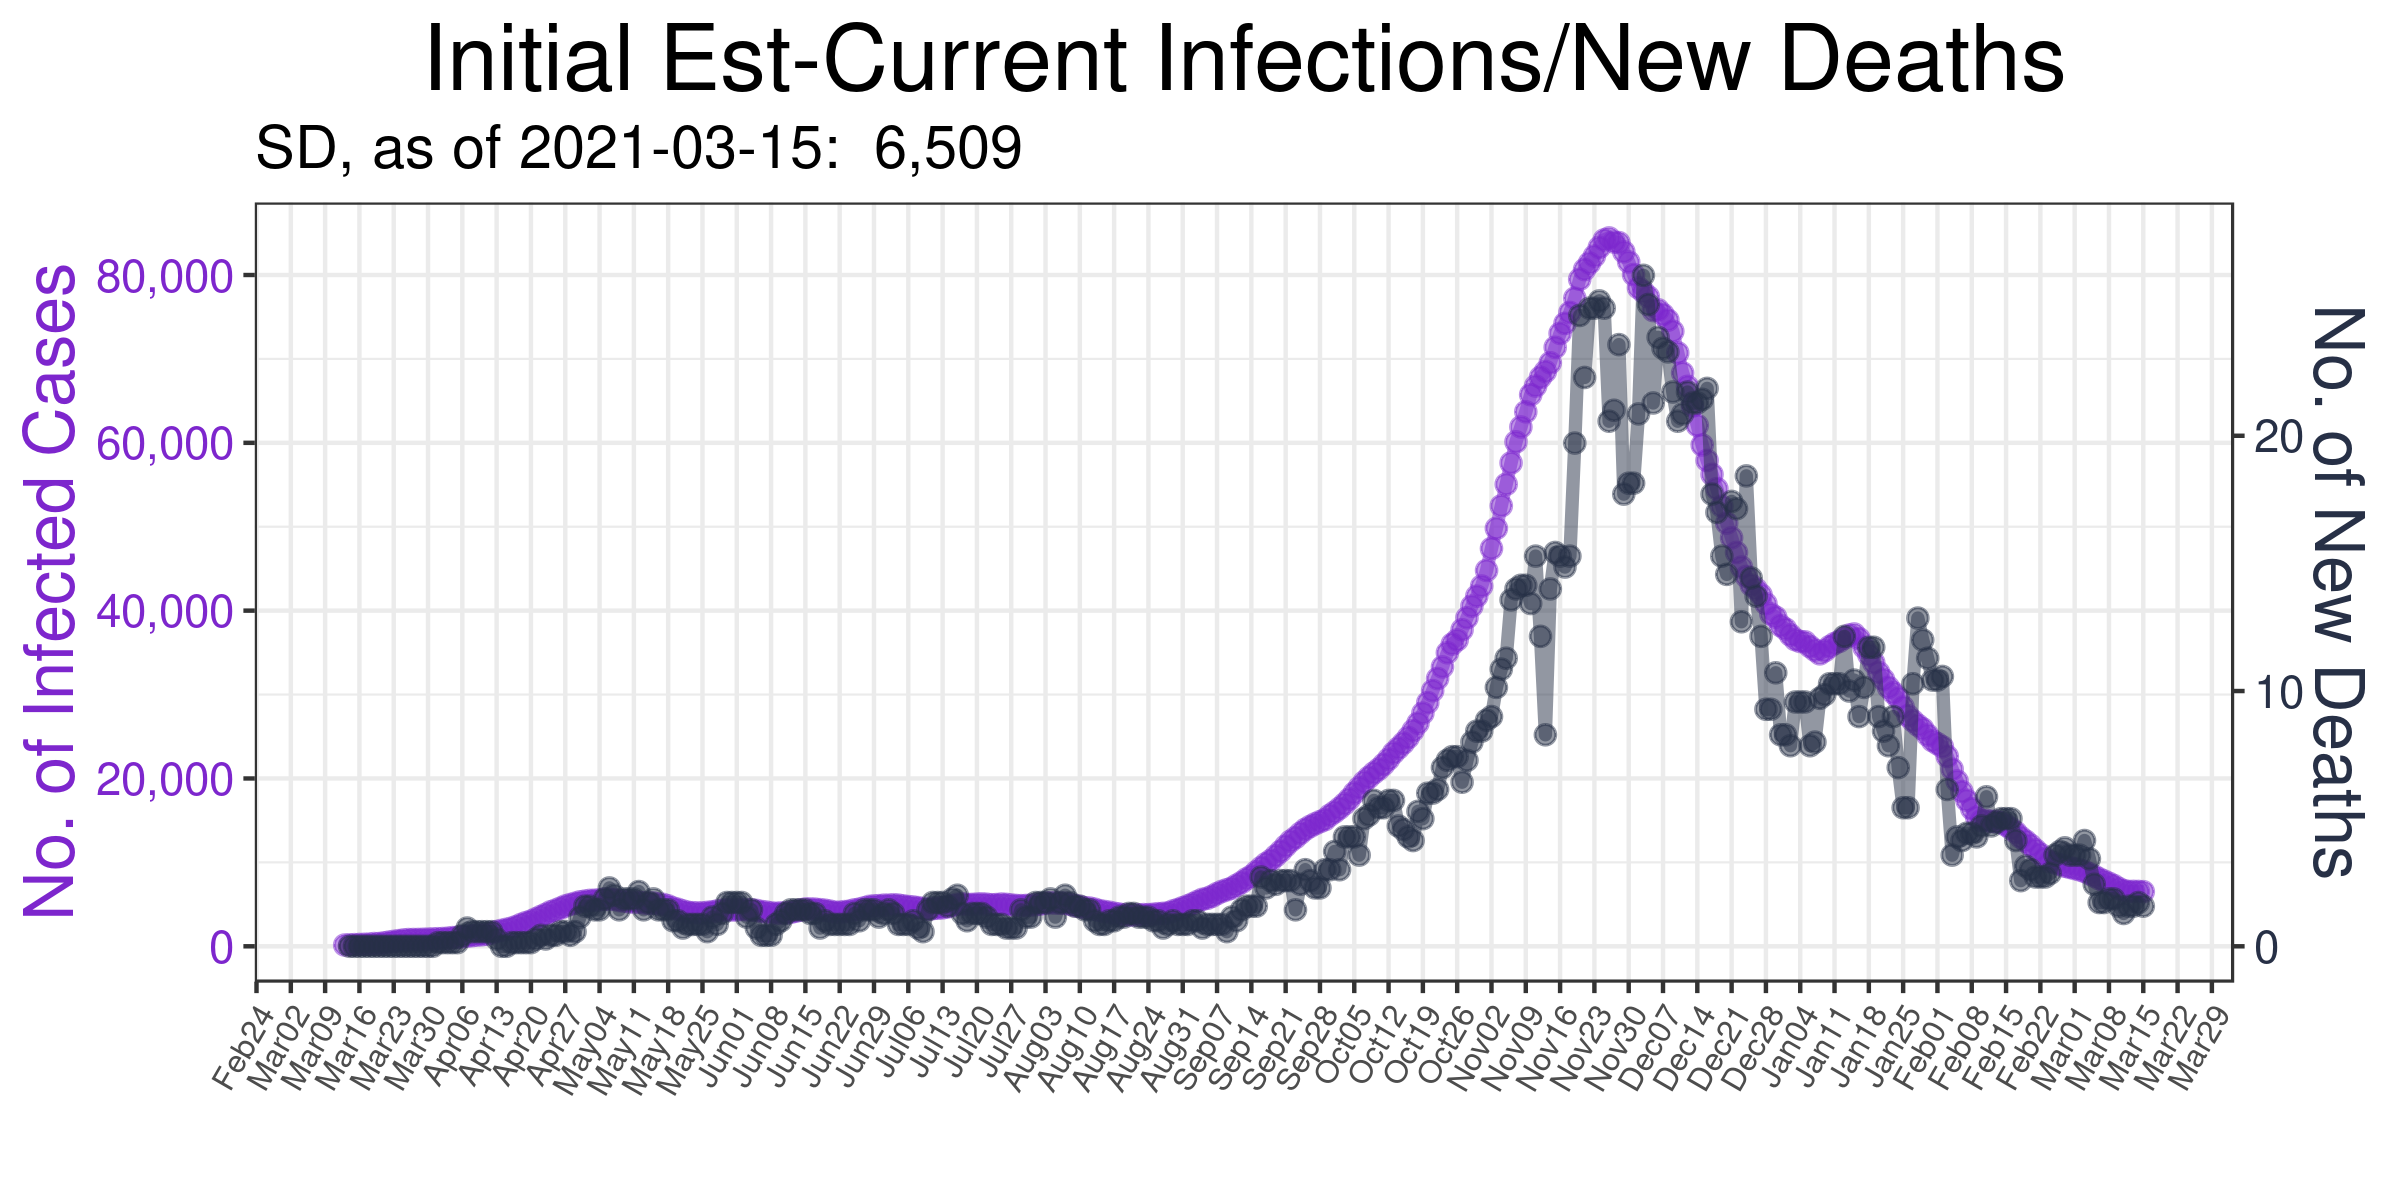 Initial Est-Current Infections/New Deaths
SD, as of 2021-03-15:  6,509
No. of Infected Cases
80,000
60,000
40,000
20,000
0
20
10
0
No. of New Deaths
Feb24
Mar02
Mar09
Mar16
Mar23
Mar30
Apr06
Apr13
Apr20
Apr27
May04
May11
May18
May25
Jun01
Jun08
Jun15
Jun22
Jun29
Jul06
Jul13
Jul20
Jul27
Aug03
Aug10
Aug17
Aug24
Aug31
Sep07
Sep14
Sep21
Sep28
Oct05
Oct12
Oct19
Oct26
Nov02
Nov09
Nov16
Nov23
Nov30
Dec07
Dec14
Dec21
Dec28
Jan04
Jan11
Jan18
Jan25
Feb01
Feb08
Feb15
Feb22
Mar01
Mar08
Mar15
Mar22
Mar29